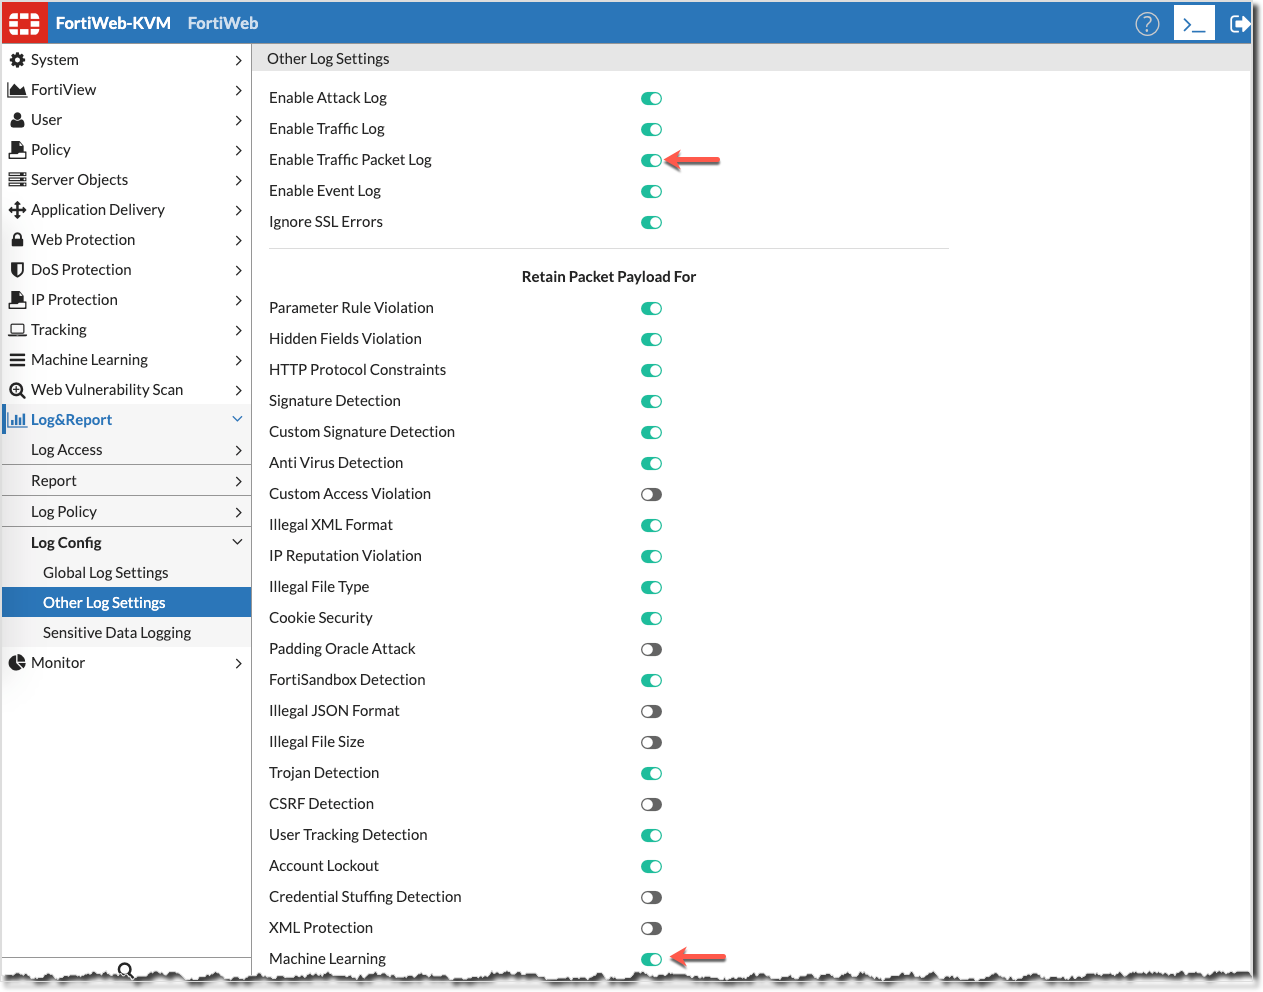 FortiWeb-KVM FortiWeb
?
>_
System
FortiView
User
Policy
Server Objects
Application Delivery
Web Protection
DoS Protection
IP Protection
Tracking
Machine Learning
Web Vulnerability Scan
Log&Report
Log Access
Report
Log Policy
Log Config
Global Log Settings
Other Log Settings
Sensitive Data Logging
Monitor
Other Log Settings
Enable Attack Log
Enable Traffic Log
Enable Traffic Packet Log
Enable Event Log
Ignore SSL Errors
Retain Packet Payload For
Parameter Rule Violation
Hidden Fields Violation
HTTP Protocol Constraints
Signature Detection
Custom Signature Detection
Anti Virus Detection
Custom Access Violation
Illegal XML Format
IP Reputation Violation
Illegal File Type
Cookie Security
Padding Oracle Attack
FortiSandbox Detection
Illegal JSON Format
Illegal File Size
Trojan Detection
CSRF Detection
User Tracking Detection
Account Lockout
Credential Stuffing Detection
XML Protection
Machine Learning